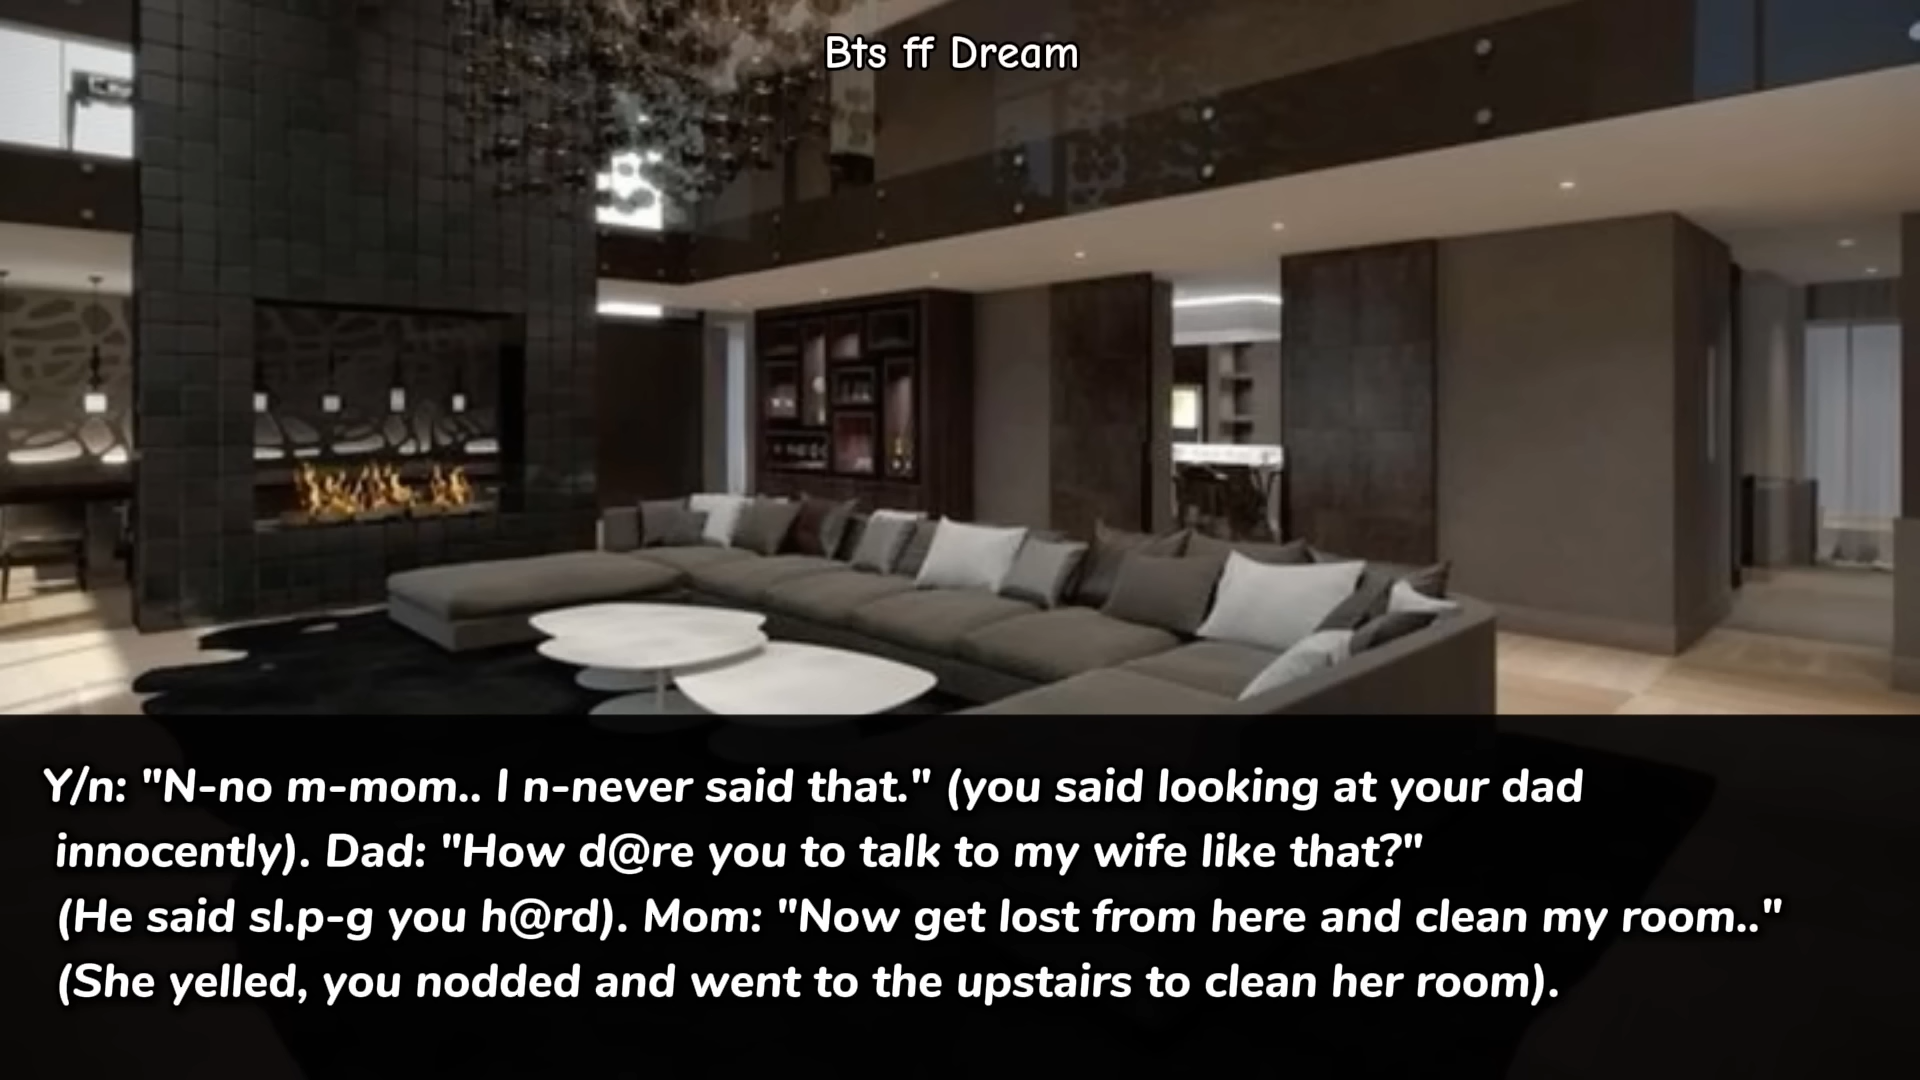 Bts ff Dream
Y/n: "N-no m-mom.. I n-never said that." (you said looking at your dad
innocently). Dad: "How d@re you to talk to my wife like that?"
(He said sl.p-g you h@rd). Mom: "Now get lost from here and clean my room.."
(She yelled, you nodded and went to the upstairs to clean her room).